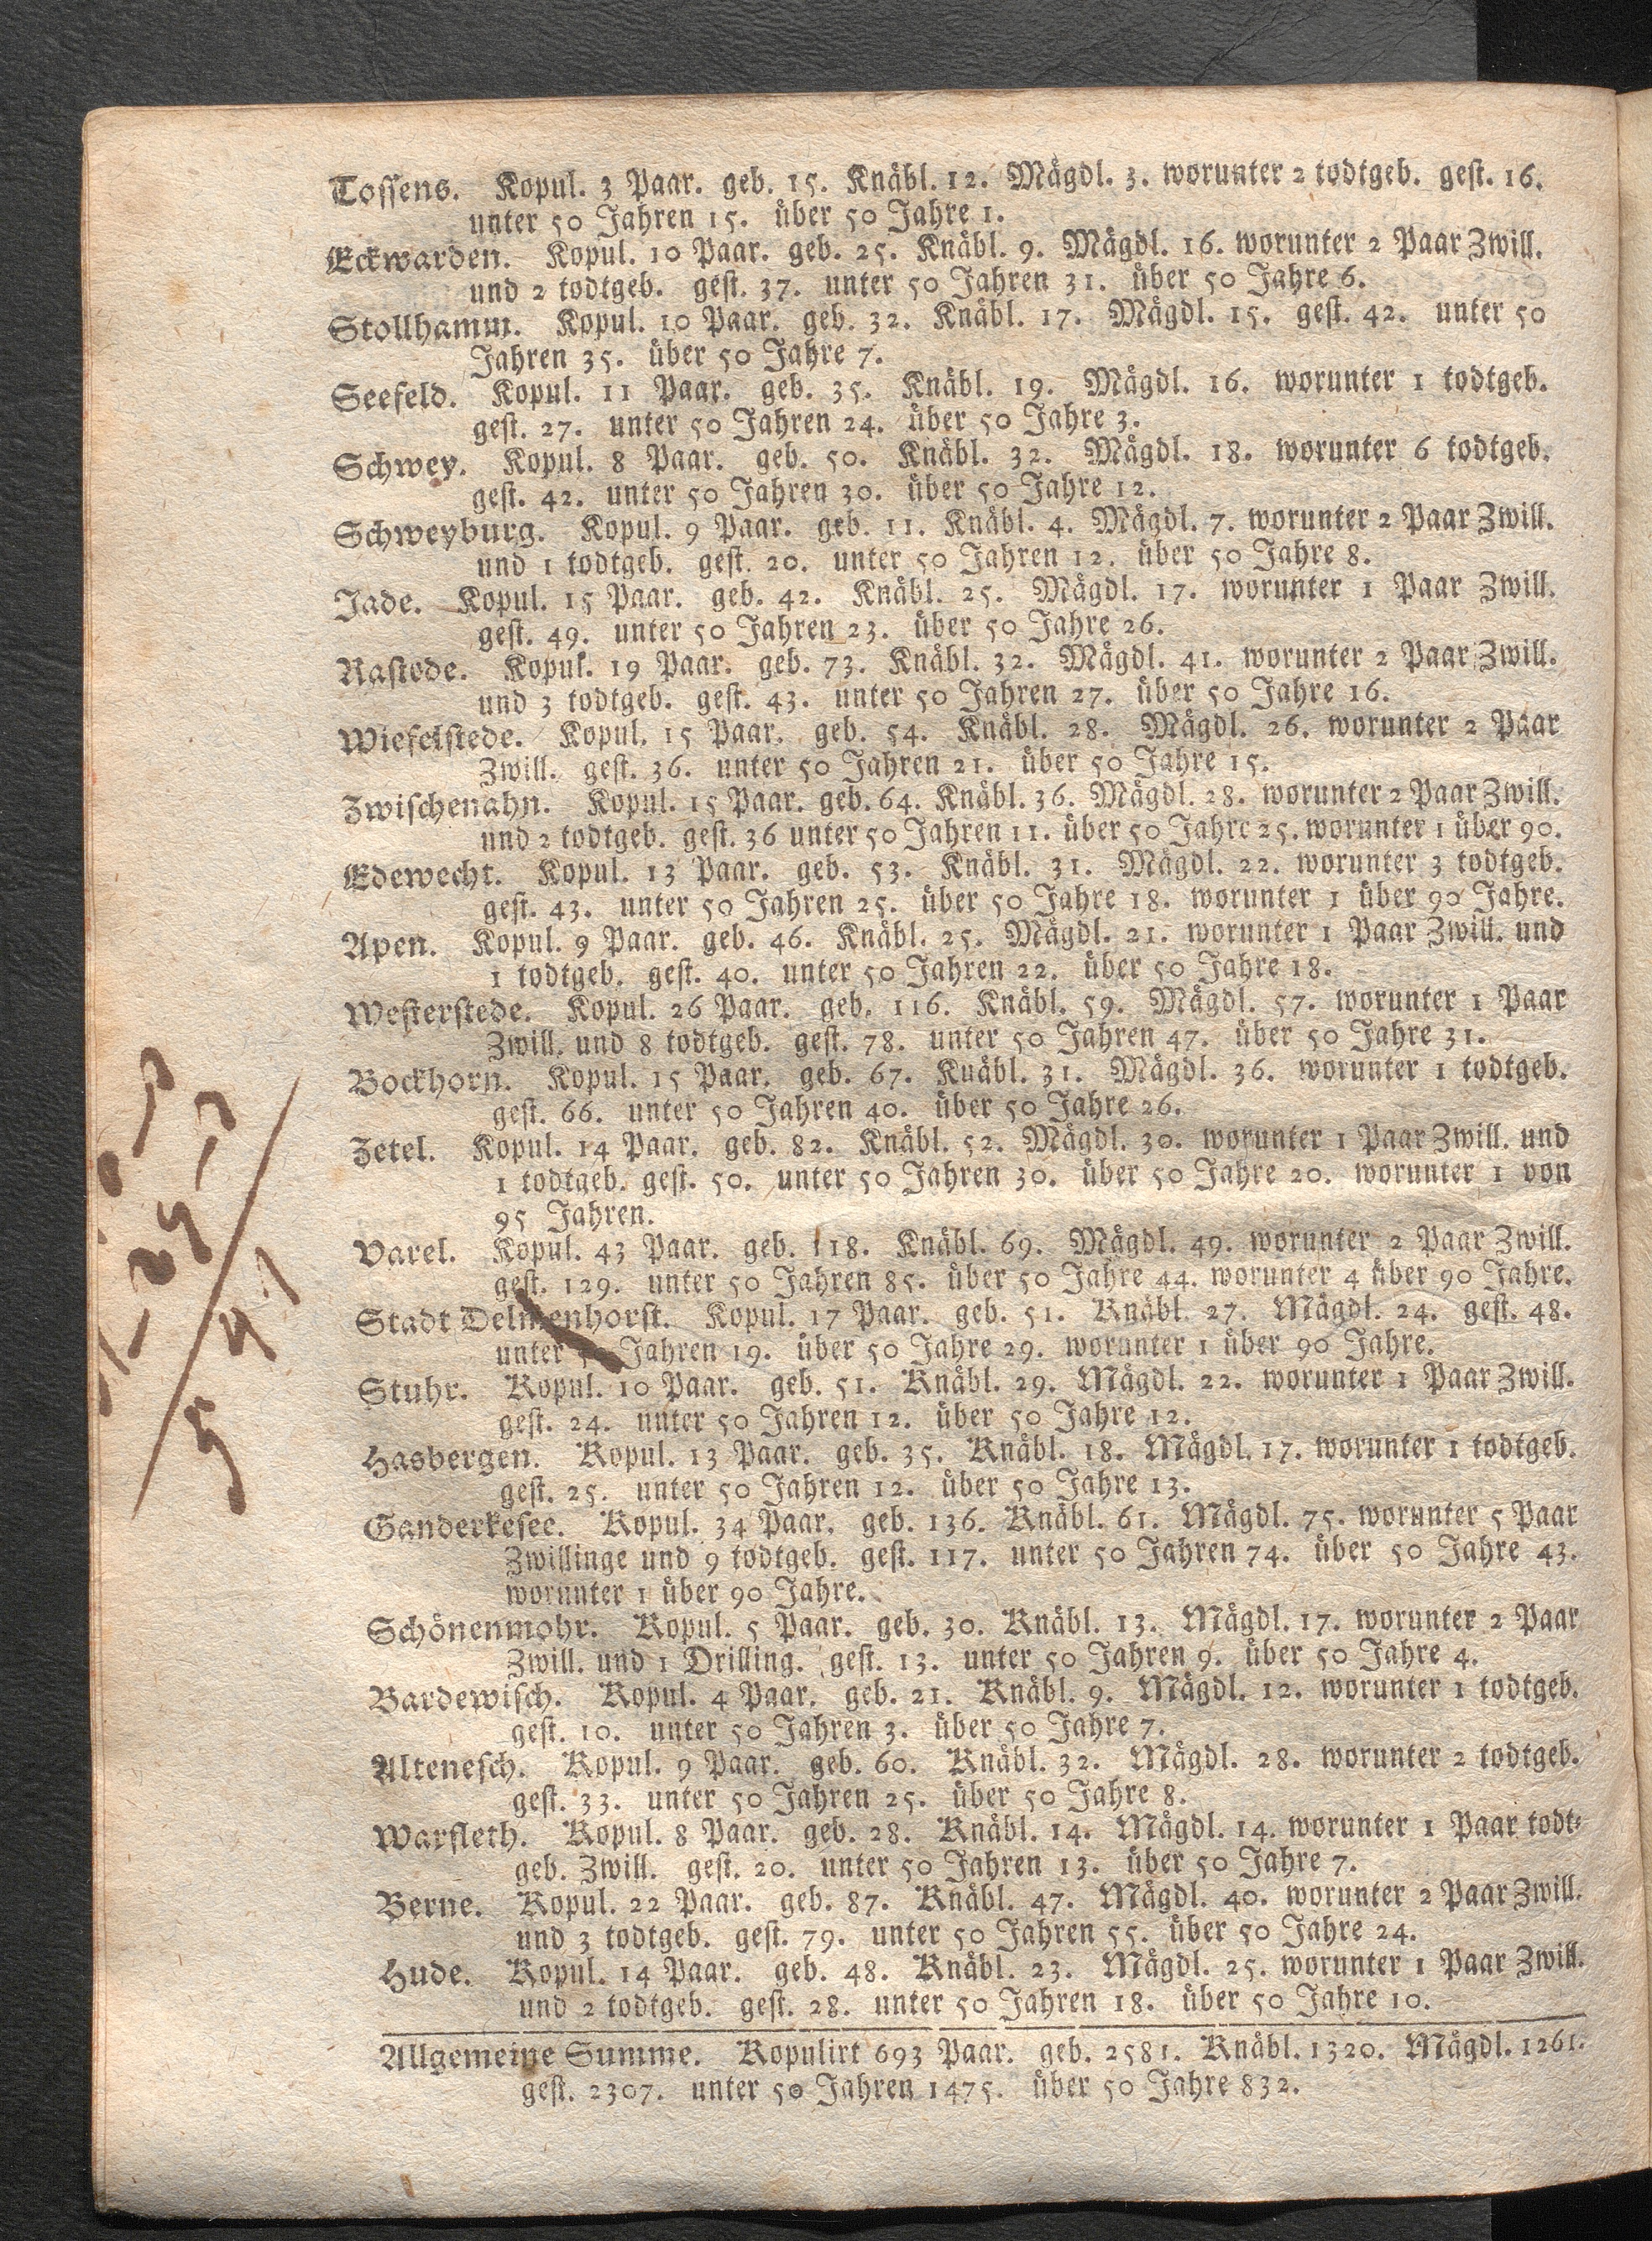 Tossens. Kopul. 3 Paar. geb. 15. Knäbl. 12. Mägdl. 3. worunter 2 todtgeb. gest. 16.
unter 50 Jahren 15. über 50 Jahre 1.
Eckwarden. Kopul. 10 Paar. geb. 25. Knäbl. 9. Mägdl. 16. worunter 2 Paar Zwill.
und 2 todtgeb. gest. 37. unter 50 Jahren 31. über 50 Jahre 6.
Stollhamm. Kopul. 10 Paar. geb. 32. Knäbl. 17. Mägdl. 15. gest. 42. unter 50
Jahren 35. über 50 Jahre 7.
Seefeld. Kopul. 11 Paar. geb. 35. Knäbl. 19. Mägdl. 16. worunter 1 todtgeb.
gest. 27. unter 50 Jahren 24. über 50 Jahre 3.
Schwey. Kopul. 8 Paar. geb. 50. Knäbl. 32. Mägdl. 18. worunter 6 todtgeb.
gest. 42. unter 50 Jahren 30. über 50 Jahre 12.
Schweyburg. Kopul. 9 Paar. geb. 11. Knäbl. 4. Mägdl. 7. worunter 2 Paar Zwill.
und 1 todtgeb. gest. 20. unter 50 Jahren 12. über 50 Jahre 8.
Jade. Kopul. 15 Paar. geb. 42. Knäbl. 25. Mägdl. 17. worunter 1 Paar Zwill.
gest. 49. unter 50 Jahren 23. über 50 Jahre 26.
Rastede. Kopul. 19 Paar. geb. 73. Knäbl. 32. Mägdl. 41. worunter 2 Paar Zwill.
und 3 todtgeb. gest. 43. unter 50 Jahren 27. über 50 Jahre 16.
Wiefelstede. Kopul. 15 Paar. geb. 54. Knäbl. 28. Mägdl. 26. worunter 2 Paar
Zwill. gest. 36. unter 50 Jahren 21. über 50 Jahre 15.
Zwischenahn. Kopul. 15 Paar. geb. 64. Knäbl. 36. Mägdl. 28. worunter 2 Paar Zwill.
und 2 todtgeb. gest. 36 unter 50 Jahren 11. über 50 Jahre 25. worunter 1 über 90.
Edewecht. Kopul. 13 Paar. geb. 53. Knäbl. 31. Mägdl. 22. worunter 3 todtgeb.
gest. 43. unter 50 Jahren 25. über 50 Jahre 18. worunter 1 über 90 Jahre.
Apen. Kopul. 9 Paar. geb. 46. Knäbl. 25. Mägdl. 21. worunter 1 Paar Zwill. und
1 todtgeb. gest. 40. unter 50 Jahren 22. über 50 Jahre 18.
Westerstede. Kopul. 26 Paar. geb. 116. Knäbl. 59. Mägdl. 57. worunter 1 Paar
Zwill. und 8 todtgeb. gest. 78. unter 50 Jahren 47. über 50 Jahre 31.
Bockhorn. Kopul. 15 Paar. geb. 67. Knäbl. 31. Mägdl. 36. worunter 1 todtgeb.
gest. 66. unter 50 Jahren 40. über 50 Jahre 26.
Zetel. Kopul. 14 Paar. geb. 82. Knäbl. 52. Mägdl. 30. worunter 1 Paar Zwill. und
1 todtgeb. gest. 50. unter 50 Jahren 30. über 50 Jahre 20. worunter 1 von
95 Jahren.
Varel. Kopul. 43 Paar. geb. 118. Knäbl. 69. Mägdl. 49. worunter 2 Paar Zwill.
gest. 129. unter 50 Jahren 85. über 50 Jahre 44. worunter 4 über 90 Jahre.
Stadt Delmenhorst. Kopul. 17 Paar. geb. 51. Knäbl. 27. Mägdl. 24. gest. 48.
unter 50 Jahren 19. über 50 Jahre 29. worunter 1 über 90 Jahre.
Stuhr. Kopul. 10 Paar. geb. 51. Knäbl. 29. Mägdl. 22. worunter 1 Paar Zwill.
gest. 24. unter 50 Jahren 12. über 50 Jahre 12.
Hasbergen. Kopul. 13 Paar. geb. 35. Knäbl. 18. Mägdl. 17. worunter 1 todtgeb.
gest. 25. unter 50 Jahren 12. über 50 Jahre 13.
Ganderkesee. Kopul. 34 Paar. geb. 136. Knäbl. 61. Mägdl. 75. worunter 5 Paar
Zwillinge und 9 todtgeb. gest. 117. unter 50 Jahren 74. über 50 Jahre 43.
worunter 1 über 90 Jahre.
Schönenmohr. Kopul. 5 Paar. geb. 30. Knäbl. 13. Mägdl. 17. worunter 2 Paar
Zwill. und 1 Drilling. gest. 13. unter 50 Jahren 9. über 50 Jahre 4.
Bardewisch. Kopul. 4 Paar. geb. 21. Knäbl. 9. Mägdl. 12. worunter 1 todtgeb.
gest. 10. unter 50 Jahren 3. über 50 Jahre 7.
Altenesch. Kopul. 9 Paar. geb. 60. Knäbl. 32. Mägdl. 28. worunter 2 todtgeb.
gest. 33. unter 50 Jahren 25. über 50 Jahre 8.
Warfleth. Kopul. 8 Paar. geb. 28. Knäbl. 14. Mägdl. 14. worunter 1 Paar todt=
geb. Zwill. gest. 20. unter 50 Jahren 13. über 50 Jahre 7.
Berne. Kopul. 22 Paar. geb. 87. Knäbl. 47. Mägdl. 40. worunter 2 Paar Zwill.
und 3 todtgeb. gest. 79. unter 50 Jahren 55. über 50 Jahre 24.
Hude. Kopul. 14 Paar. geb. 48. Knäbl. 23. Mägdl. 25. worunter 1 Paar Zwill.
und 2 todtgeb. gest. 28. unter 50 Jahren 18. über 50 Jahre 10.
Allgemeine Summe. Kopulirt 693 Paar. geb. 2581. Knäbl. 1320. Mägdl. 1261.
gest. 2307. unter 50 Jahren 1475. über 50 Jahre 832.